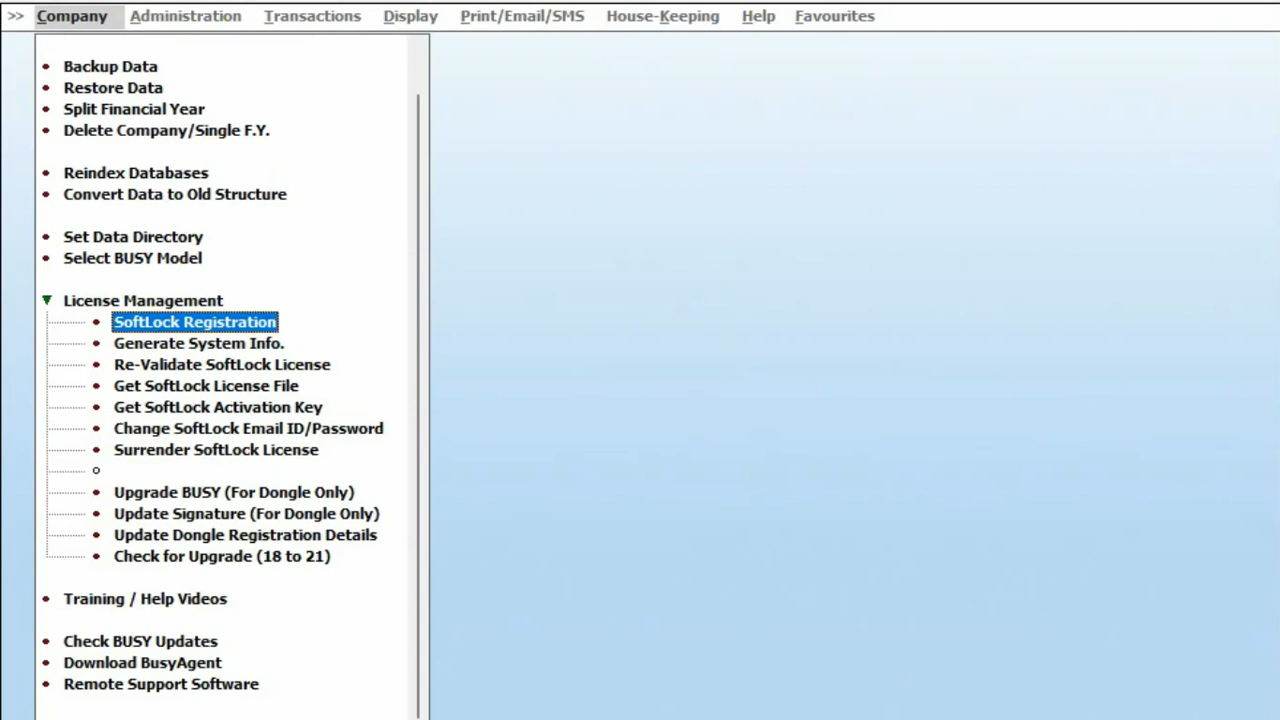 >> Company Administration Transactions Display Print/Email/SMS House-Keeping Help Favourites
Backup Data
Restore Data
Split Financial Year
Delete Company/Single F.Y.
Reindex Databases
Convert Data to Old Structure
Set Data Directory
Select BUSY Model
License Management
SoftLock Registration
Generate System Info.
Re-Validate SoftLock License
Get SoftLock License File
Get SoftLock Activation Key
Change SoftLock Email ID/Password
Surrender SoftLock License
Upgrade BUSY (For Dongle Only)
Update Signature (For Dongle Only)
Update Dongle Registration Details
Check for Upgrade (18 to 21)
Training / Help Videos
Check BUSY Updates
Download BusyAgent
Remote Support Software